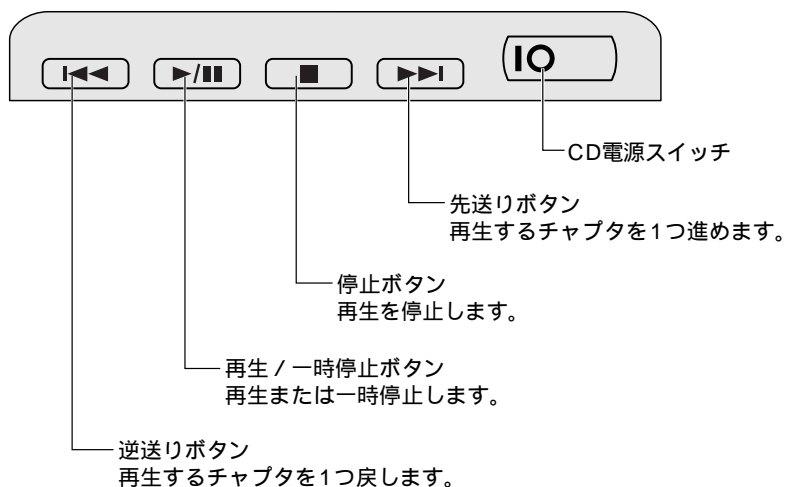 CD電源スイッチ
先送りボタン
再生するチャプタを1つ進めます。
停止ボタン
再生を停止します。
再生 / 一時停止ボタン
再生または一時停止します。
逆送りボタン
再生するチャプタを1つ戻します。